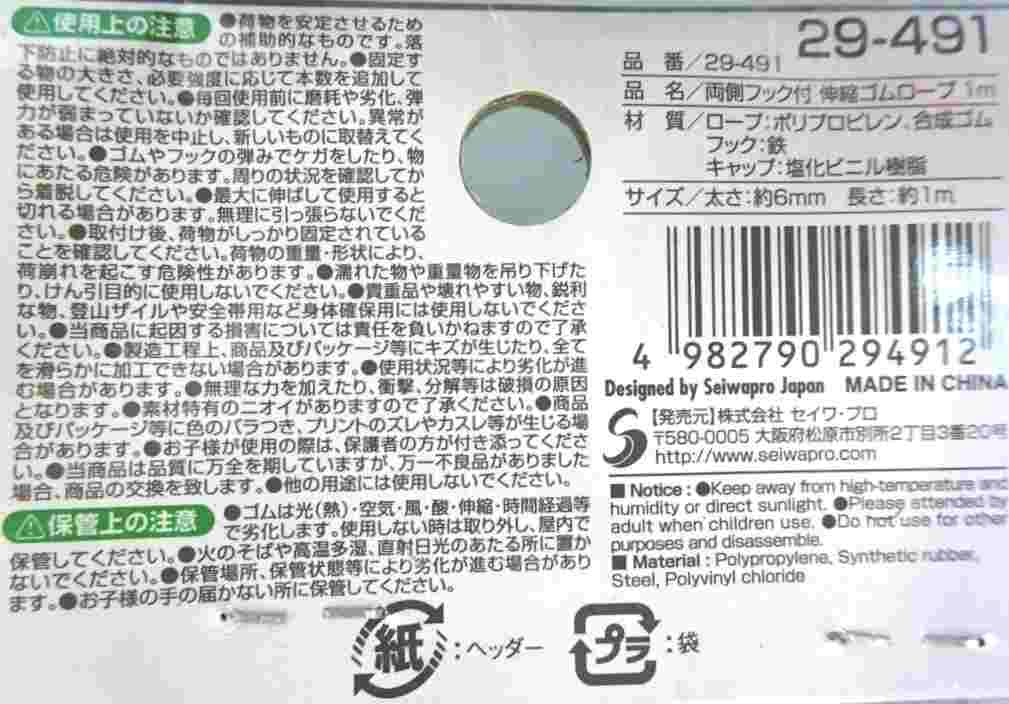 ⚠使用上の注意
●荷物を安定させるため
の補助的なものです。落
下防止に絶対的なものではありません。●固定す
る物の大きさ、必要強度に応じて本数を追加して
使用してください。●毎回使用前に磨耗や劣化、弾
力が弱まっていないか確認してください。異常が
ある場合は使用を中止し、新しいものに取替えてく
ださい。●ゴムやフックの弾みでケガをしたり、物
にあたる危険があります。周りの状況を確認してか
ら着脱してください。●最大に伸ばして使用すると
切れる場合があります。無理に引っ張らないでくだ
さい。●取付け後、荷物がしっかり固定されている
ことを確認してください。荷物の重量・形状により、
荷崩れを起こす危険性があります。●濡れた物や重量物を吊り下げた
り、けん引目的に使用しないでください。●貴重品や壊れやすい物、鋭利
な物、登山ザイルや安全帯用など身体確保用には使用しないでくださ
い。●当商品に起因する損害については責任を負いかねますので了承
ください。●製造工程上、商品及びパッケージ等にキズが生じたり、全て
を滑らかに加工できない場合があります。●使用状況等により劣化が進
む場合があります。●無理な力を加えたり、衝撃、分解等は破損の原因
となります。●素材特有のニオイがありますので了承ください。●商品
及びパッケージ等に色のバラつき、プリントのズレやカスレ等が生じる場
合があります。●お子様が使用の際は、保護者の方が付き添ってくださ
い。●当商品は品質に万全を期していますが、万一不良品がありました
場合、商品の交換を致します。●他の用途には使用しないでください。
⚠保管上の注意
●ゴムは光(熱)・空気・風・酸・伸縮・時間経過等
で劣化します。使用しない時は取り外し、屋内で
保管してください。●火のそばや高温多湿、直射日光のあたる所に置か
ないでください。●保管場所、保管状態等により劣化が進む場合があり
ます。●お子様の手の届かない所に保管してください。
29-491
品 番／29-491
品 名／両側フック付 伸縮ゴムロープ 1m
材 質／ロープ:ポリプロピレン、合成ゴム
フック:鉄
キャップ:塩化ビニル樹脂
サイズ／太さ:約6mm 長さ:約1m
4 982790 294912
Designed by Seiwapro Japan MADE IN CHINA
【発売元】株式会社 セイワ・プロ
〒580-0005 大阪府松原市別所2丁目3番20号
http://www.seiwapro.com
■Notice : ●Keep away from high-temperature and
humidity or direct sunlight. ●Please attended by
adult when children use. ●Do not use for other
purposes and disassemble.
■Material : Polypropylene, Synthetic rubber,
Steel, Polyvinyl chloride
紙:ヘッダー プラ:袋